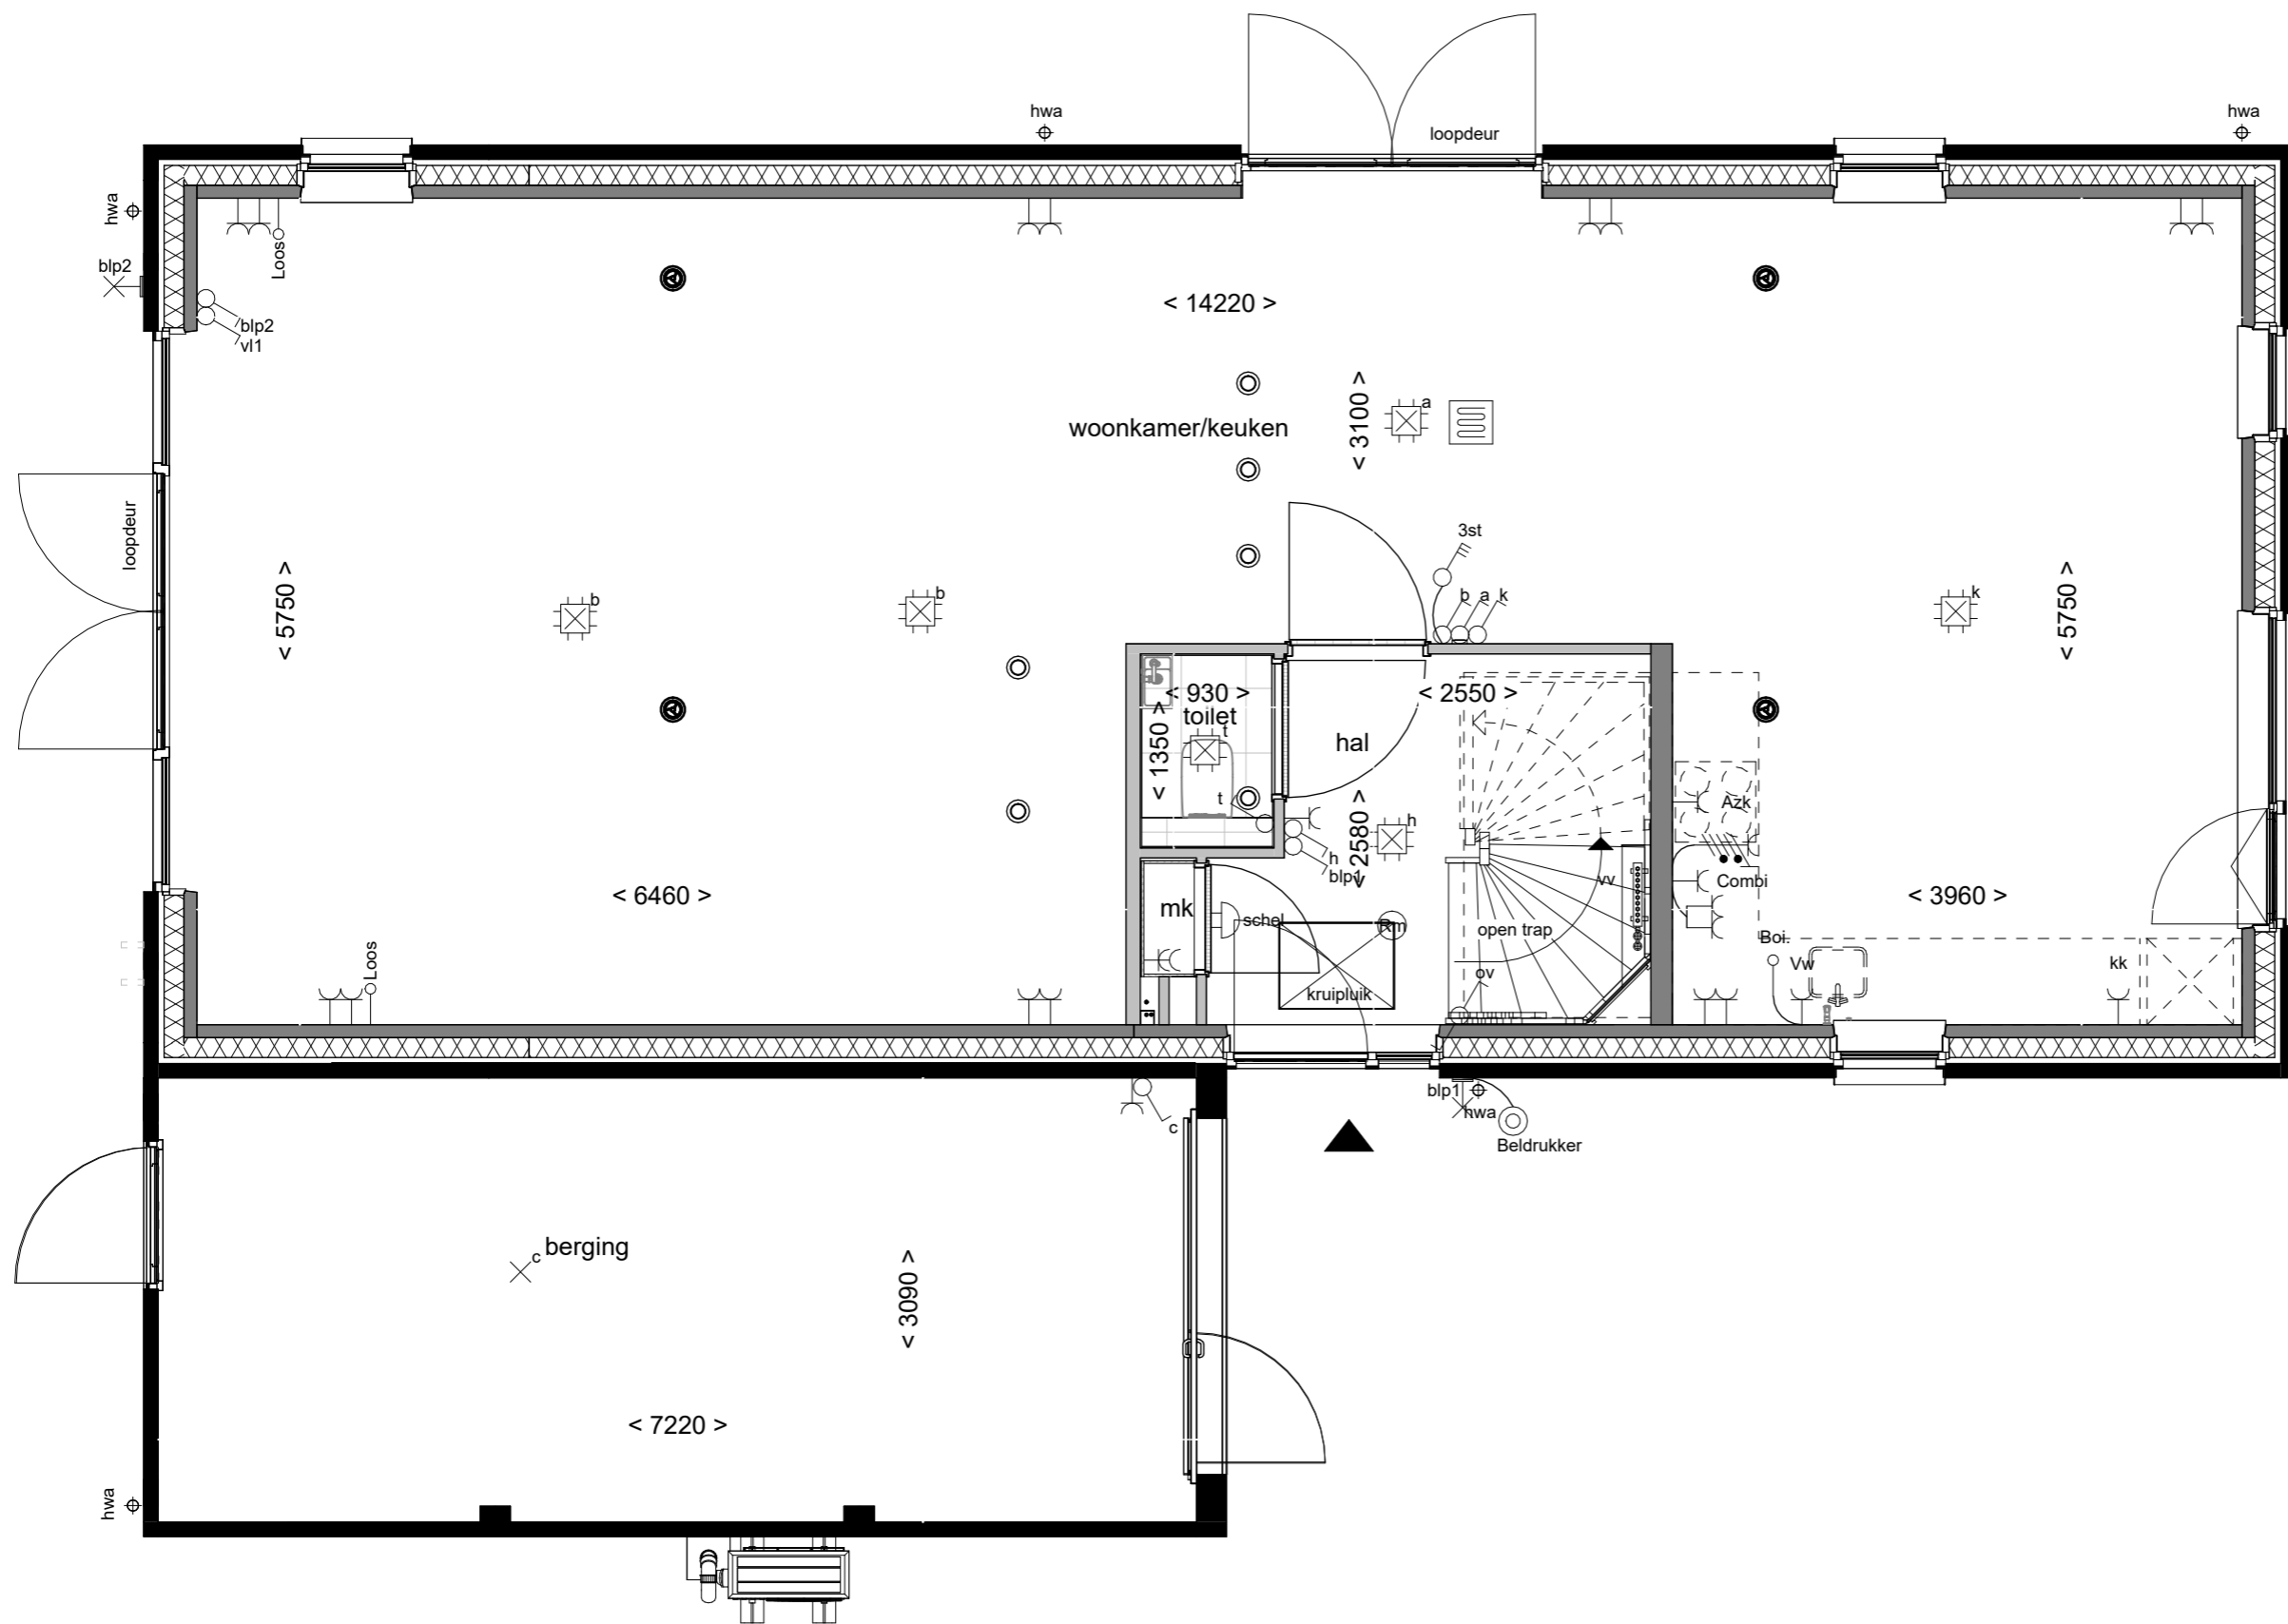 hwa
loopdeur
hwa
hwa
blp2
Loos
blp2
vl1
< 14220 >
woonkamer/keuken
< 3100 >
a
loopdeur
3st
< 5750 >
b
b
b a k
k
< 5750 >
< 930 >
toilet
t
< 1350 >
< 2550 >
hal
t
h
blp1
< 2580 >
h
Azk
vv
Combi
< 6460 >
< 3960 >
mk
schel
Rm
open trap
Boi.
Vw
kk
Loos
ov
kruipluik
c
blp1
hwa
Beldrukker
c
berging
< 3090 >
< 7220 >
hwa